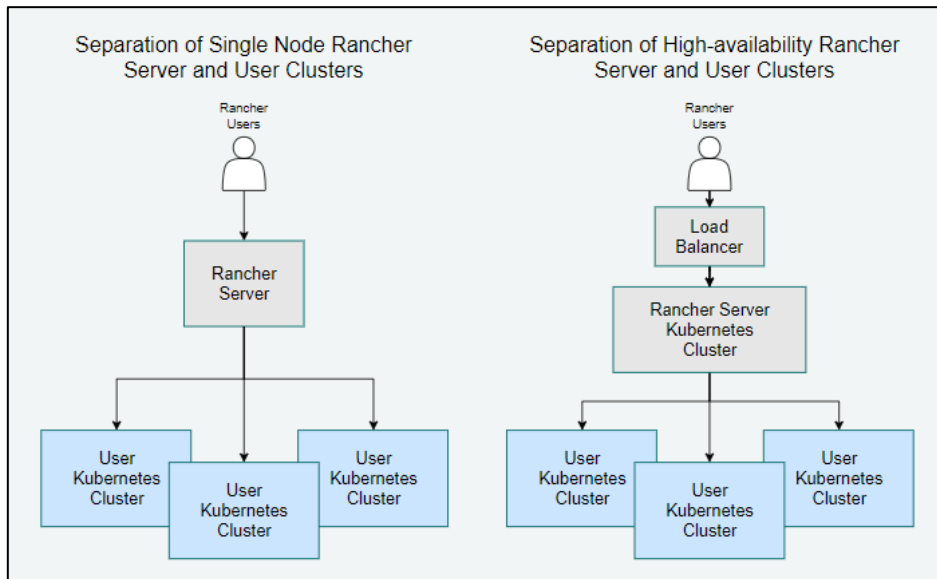 Separation of Single Node Rancher
Server and User Clusters
Rancher
Users
Rancher
Server
User
Kubernetes
Cluster
User
Kubernetes
Cluster
User
Kubernetes
Cluster
Separation of High-availability Rancher
Server and User Clusters
Rancher
Users
Load
Balancer
Rancher Server
Kubernetes
Cluster
User
Kubernetes
Cluster
User
Kubernetes
Cluster
User
Kubernetes
Cluster